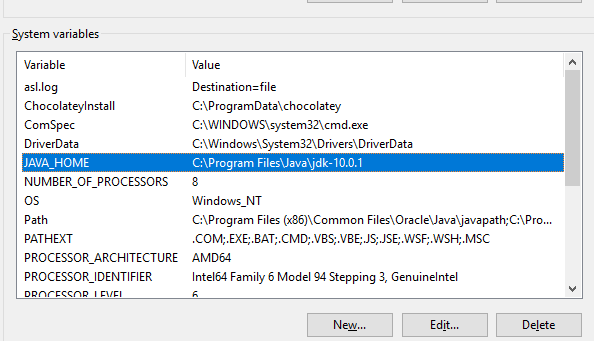 System variables
Variable Value
asl.log Destination=file
ChocolateyInstall C:\ProgramData\chocolatey
ComSpec C:\WINDOWS\system32\cmd.exe
DriverData C:\Windows\System32\Drivers\DriverData
JAVA_HOME C:\Program Files\Java\jdk-10.0.1
NUMBER_OF_PROCESSORS 8
OS Windows_NT
Path C:\Program Files (x86)\Common Files\Oracle\Java\javapath;C:\Pro...
PATHEXT .COM;.EXE;.BAT;.CMD;.VBS;.VBE;.JS;.JSE;.WSF;.WSH;.MSC
PROCESSOR_ARCHITECTURE AMD64
PROCESSOR_IDENTIFIER Intel64 Family 6 Model 94 Stepping 3, GenuineIntel
PROCESSOR_LEVEL 6
New... Edit... Delete